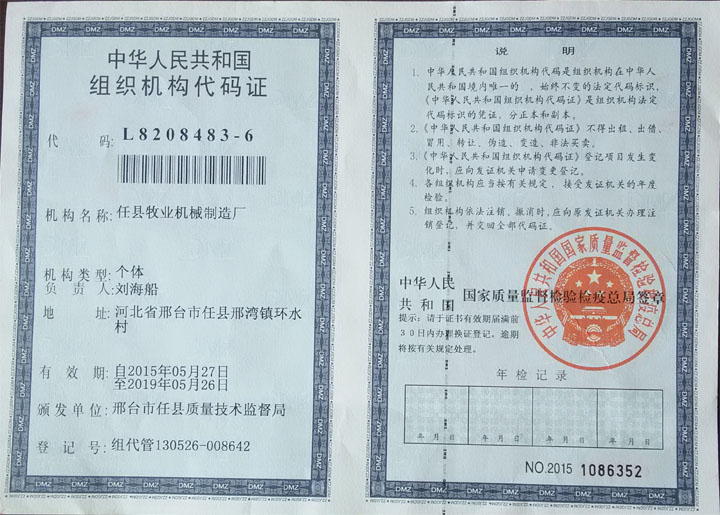 中华人民共和国
组织机构代码证
代 码: L8208483-6
机构名称: 任县牧业机械制造厂
机构类型: 个体
负 责 人: 刘海船
地 址: 河北省邢台市任县邢湾镇环水
村
有 效 期: 自2015年05月27日
至2019年05月26日
颁发单位: 邢台市任县质量技术监督局
登 记 号: 组代管130526-008642
说 明
1. 中华人民共和国组织机构代码是组织机构在中华人
民共和国境内唯一的、始终不变的法定代码标识,
《中华人民共和国组织机构代码证》是组织机构法定
代码标识的凭证, 分正本和副本。
2. 《中华人民共和国组织机构代码证》不得出租、出借、
冒用、转让、伪造、变造、非法买卖。
3. 《中华人民共和国组织机构代码证》登记项目发生变
化时, 应向发证机关申请变更登记。
4. 各组织机构应当按有关规定, 接受发证机关的年度
检验。
5. 组织机构依法注销、撤消时, 应向原发证机关办理注
销登记, 并交回全部代码证。
中华人民
共和国
国家质量监督检验检疫总局签章
中华人民共和国国家质量监督检验检疫总局
提示: 请于证书有效期届满前
30日内办理换证登记, 逾期
将按有关规定处理。
年检记录
年 月 日 年 月 日 年 月 日 年 月 日
NO.2015 1086352